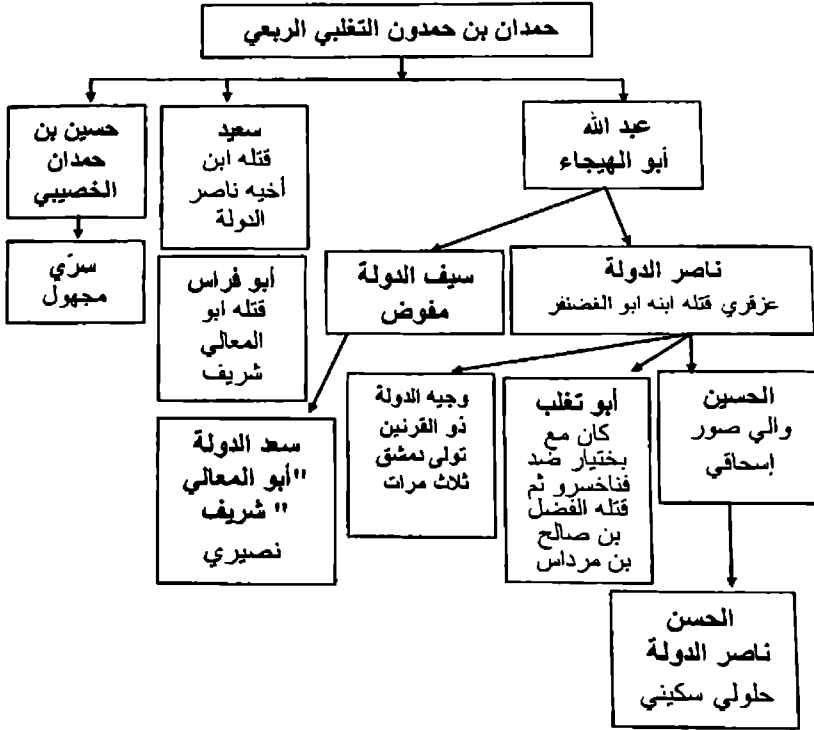 حمدان بن حمدون التغلبي الربعي
عبد الله
أبو الهيجاء
سعيد
قتله ابن
أخيه ناصر
الدولة
حسين بن
حمدان
الخصيبي
ناصر الدولة
عزقري قتله ابنه ابو الغضنفر
سيف الدولة
مفوض
أبو فراس
قتله ابو
المعالي
شريف
سرّي
مجهول
الحسين
والي صور
إسحاقي
أبو تغلب
كان مع
بختيار ضد
فناخسرو ثم
قتله الفضل
بن صالح
بن مرداس
وجيه الدولة
ذو القرنين
تولى دمشق
ثلاث مرات
سعد الدولة
"أبو المعالي
شريف "
نصيري
الحسن
ناصر الدولة
حلولي سكيني